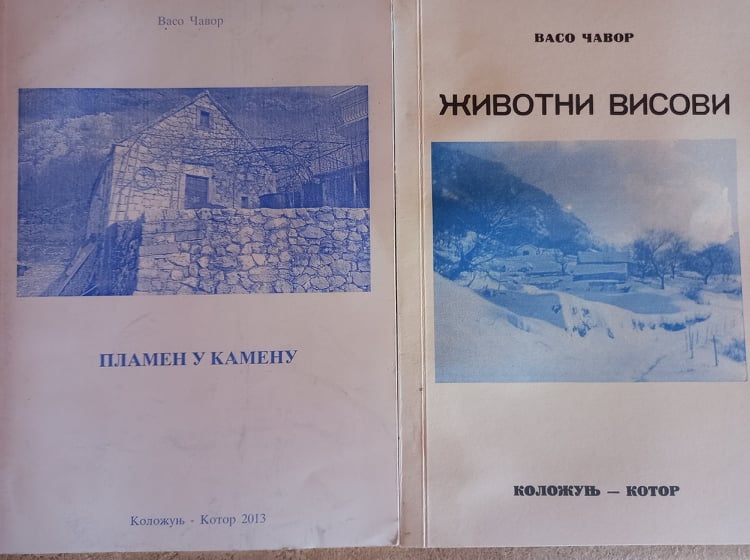 Васо Чавор
ПЛАМЕН У КАМЕНУ
Коложуњ - Котор 2013
ВАСО ЧАВОР
ЖИВОТНИ ВИСОВИ
КОЛОЖУЊ — КОТОР